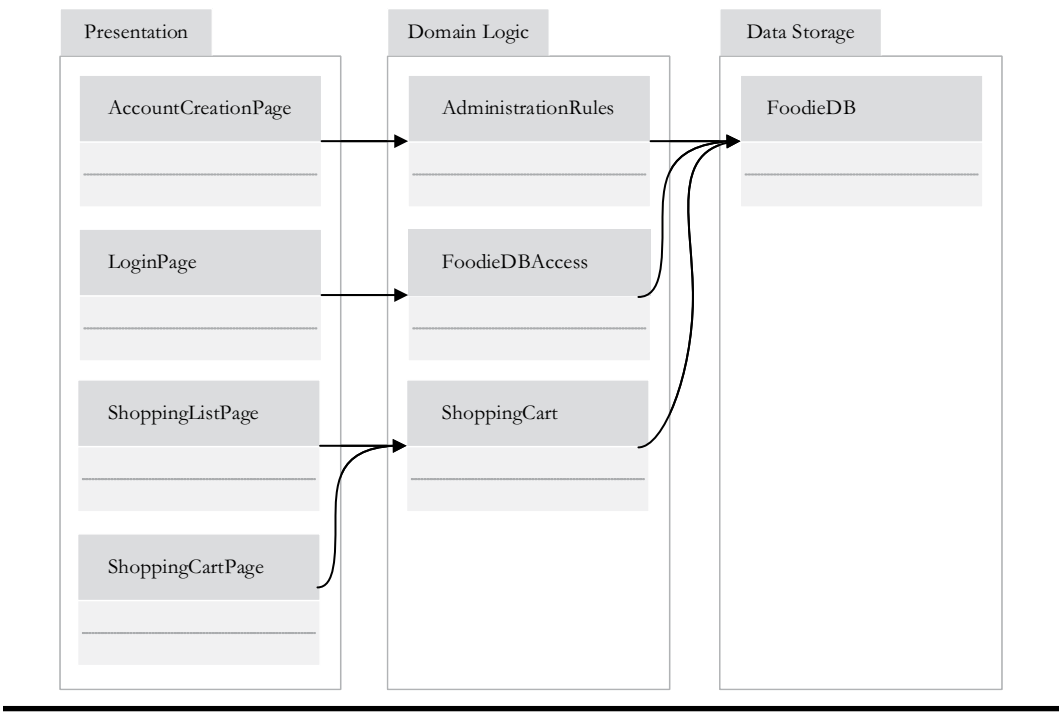 Presentation
Domain Logic
Data Storage
AccountCreationPage
AdministrationRules
FoodieDB
LoginPage
FoodieDBAccess
ShoppingListPage
ShoppingCart
ShoppingCartPage